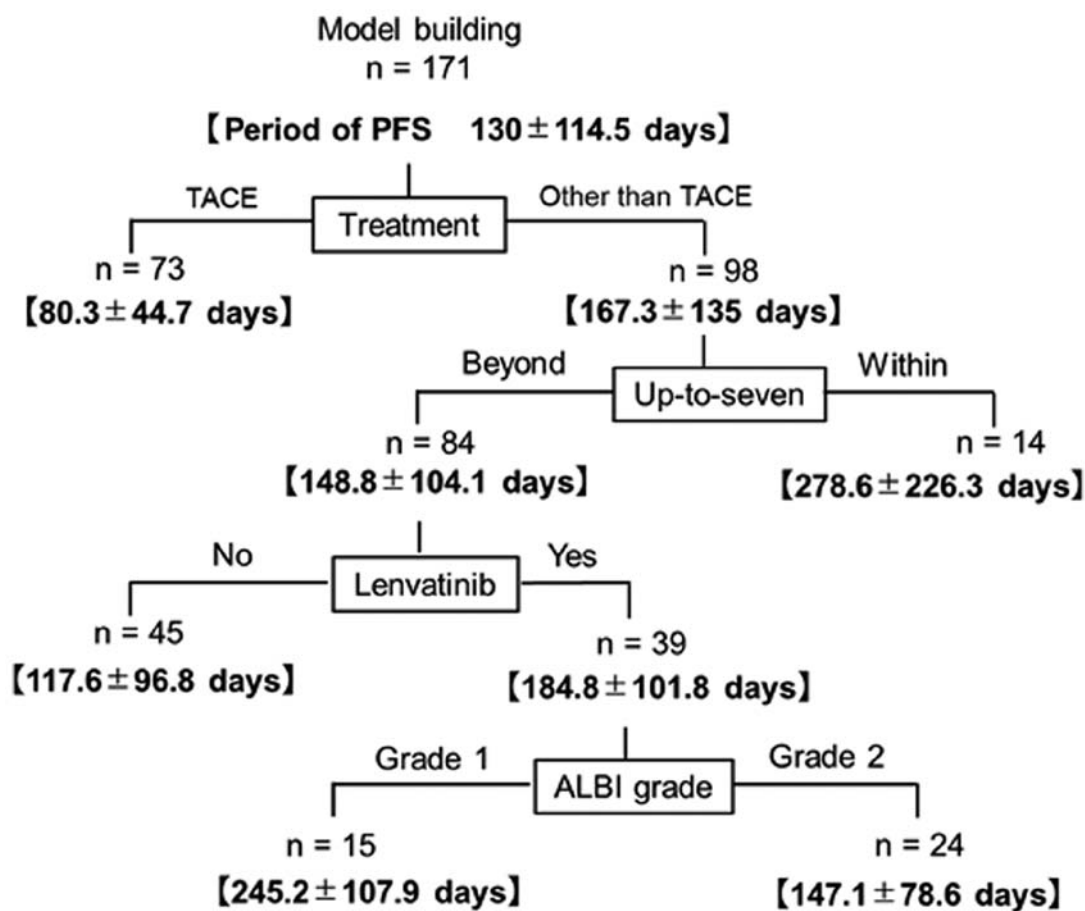 Model building
n = 171
【Period of PFS 130±114.5 days】
TACE
Other than TACE
Treatment
n = 73
【80.3±44.7 days】
n = 98
【167.3±135 days】
Beyond
Within
Up-to-seven
n = 84
【148.8±104.1 days】
n = 14
【278.6±226.3 days】
No
Yes
Lenvatinib
n = 45
【117.6±96.8 days】
n = 39
【184.8±101.8 days】
Grade 1
Grade 2
ALBI grade
n = 15
【245.2±107.9 days】
n = 24
【147.1±78.6 days】